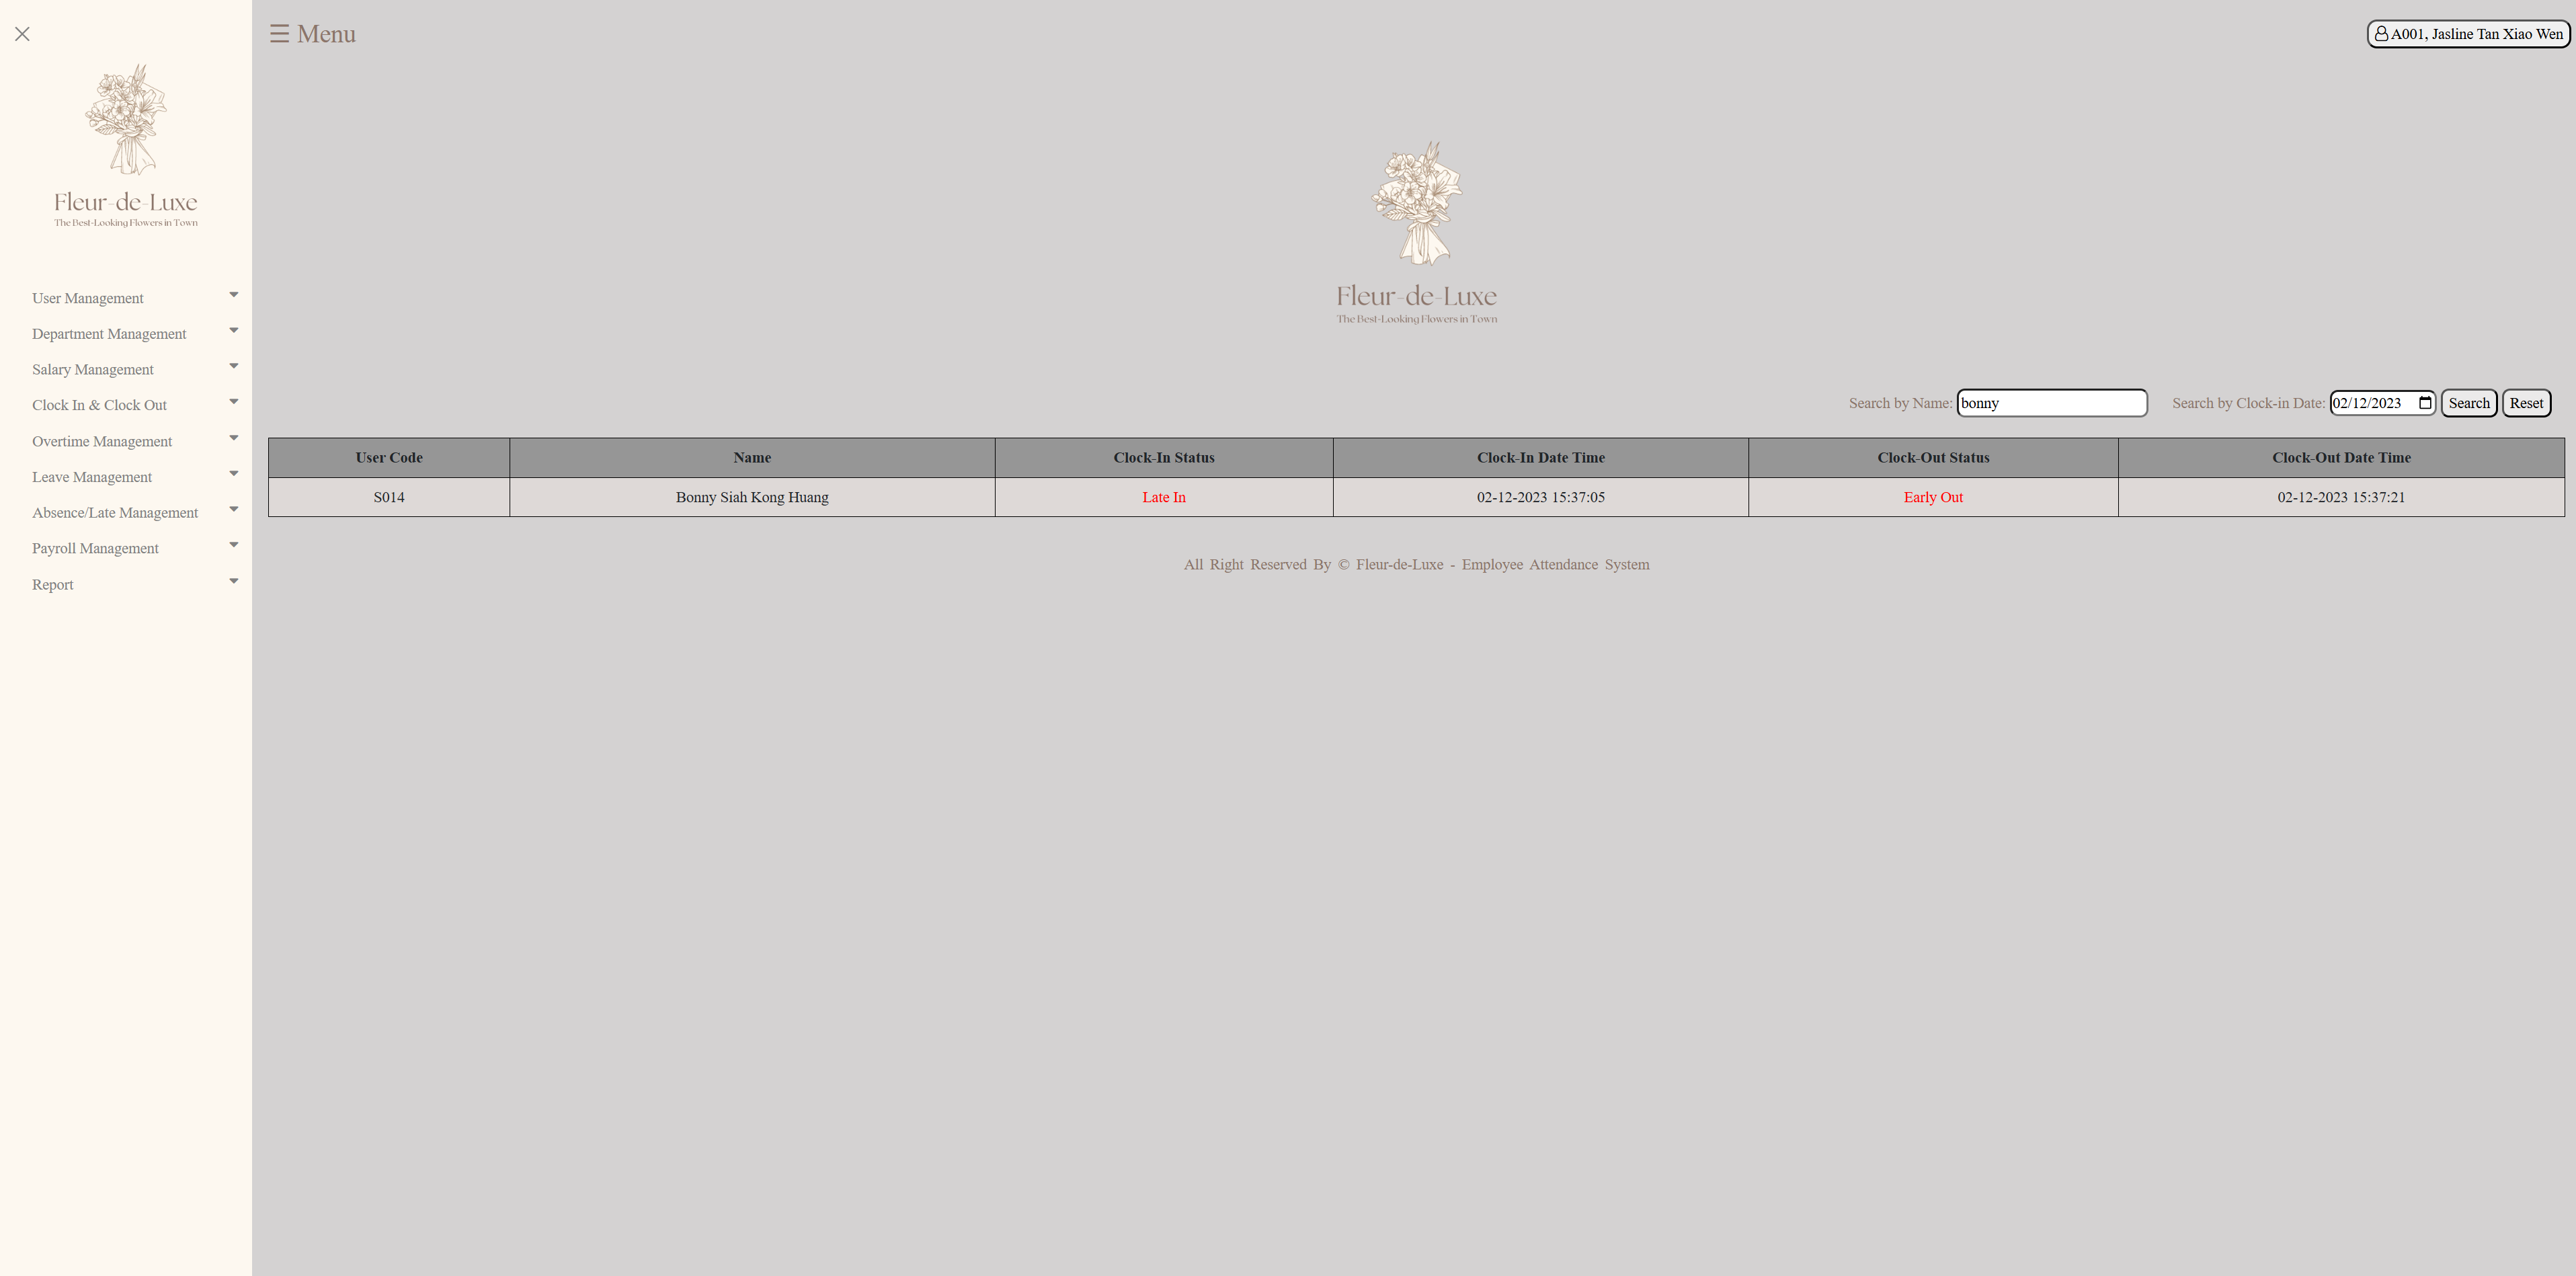 ☰ Menu
A001, Jasline Tan Xiao Wen
Fleur-de-Luxe
The Best-Looking Flowers in Town
User Management
Department Management
Salary Management
Clock In & Clock Out
Overtime Management
Leave Management
Absence/Late Management
Payroll Management
Report
Fleur-de-Luxe
The Best-Looking Flowers in Town
Search by Name: bonny Search by Clock-in Date: 02/12/2023 Search Reset
User Code Name Clock-In Status Clock-In Date Time Clock-Out Status Clock-Out Date Time
S014 Bonny Siah Kong Huang Late In 02-12-2023 15:37:05 Early Out 02-12-2023 15:37:21
All Right Reserved By © Fleur-de-Luxe - Employee Attendance System